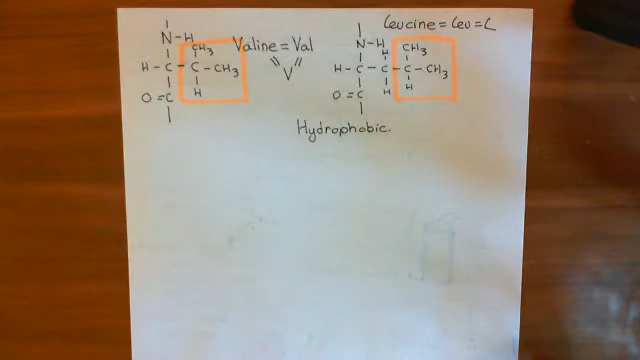 Leucine = Leu = L
Valine = Val
= V =
N-H
CH3
H-C-C-CH3
H
O=C
N-H
H CH3
H-C-C-C-CH3
H H
O=C
Hydrophobic.